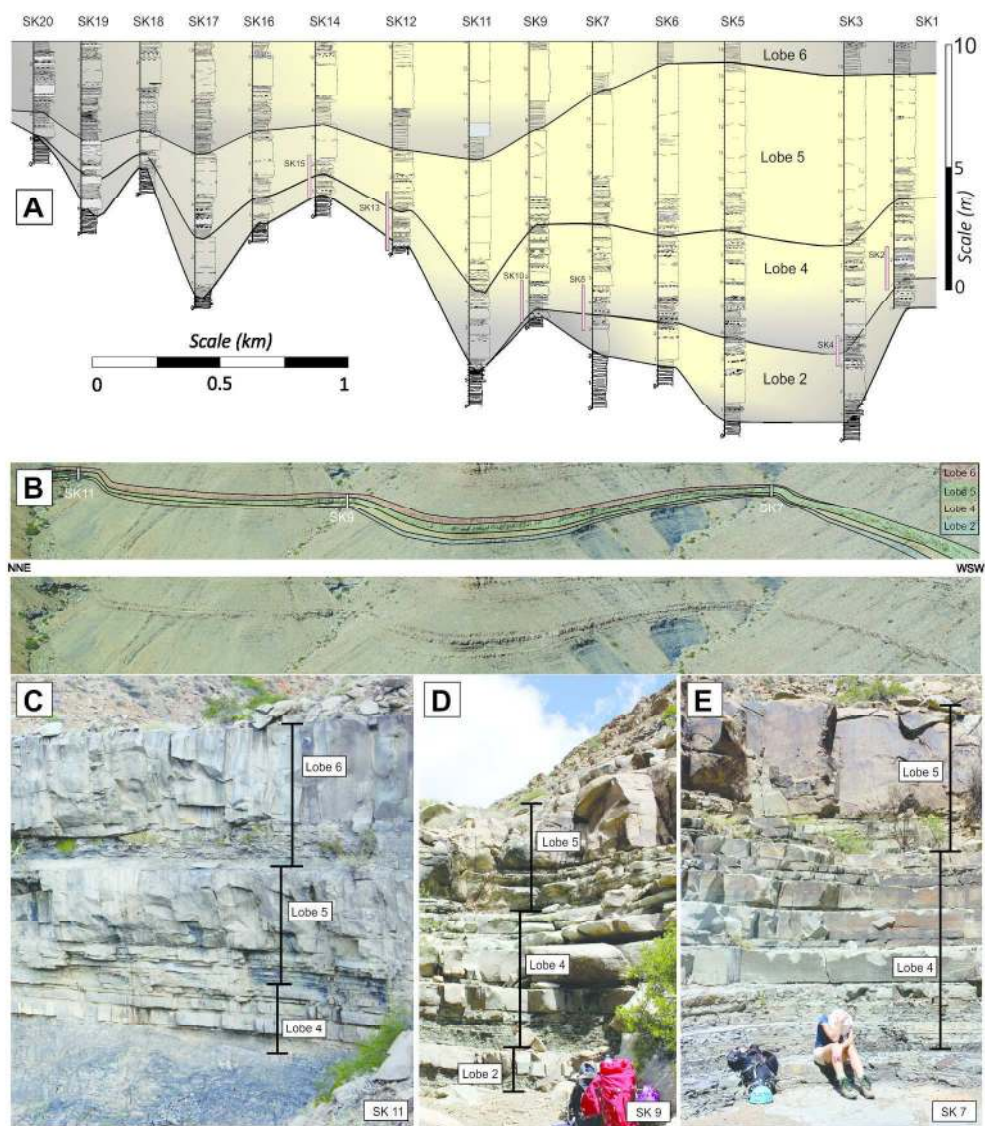 SK20 SK19 SK18 SK17 SK16 SK14 SK12 SK11 SK9 SK7 SK6 SK5 SK3 SK1
10
Lobe 6
Lobe 5
SK15
5
A
SK13
Scale (m)
SK2
Lobe 4
SK10
0
Scale (km)
SK4
Lobe 2
0 0.5 1
B
Lobe 6
SK11
Lobe 5
SK9
SK7
Lobe 4
Lobe 2
NNE WSW
C D E
Lobe 6
Lobe 5
Lobe 5
Lobe 5
Lobe 4
Lobe 4
Lobe 4
Lobe 2
SK 11 SK 9 SK 7